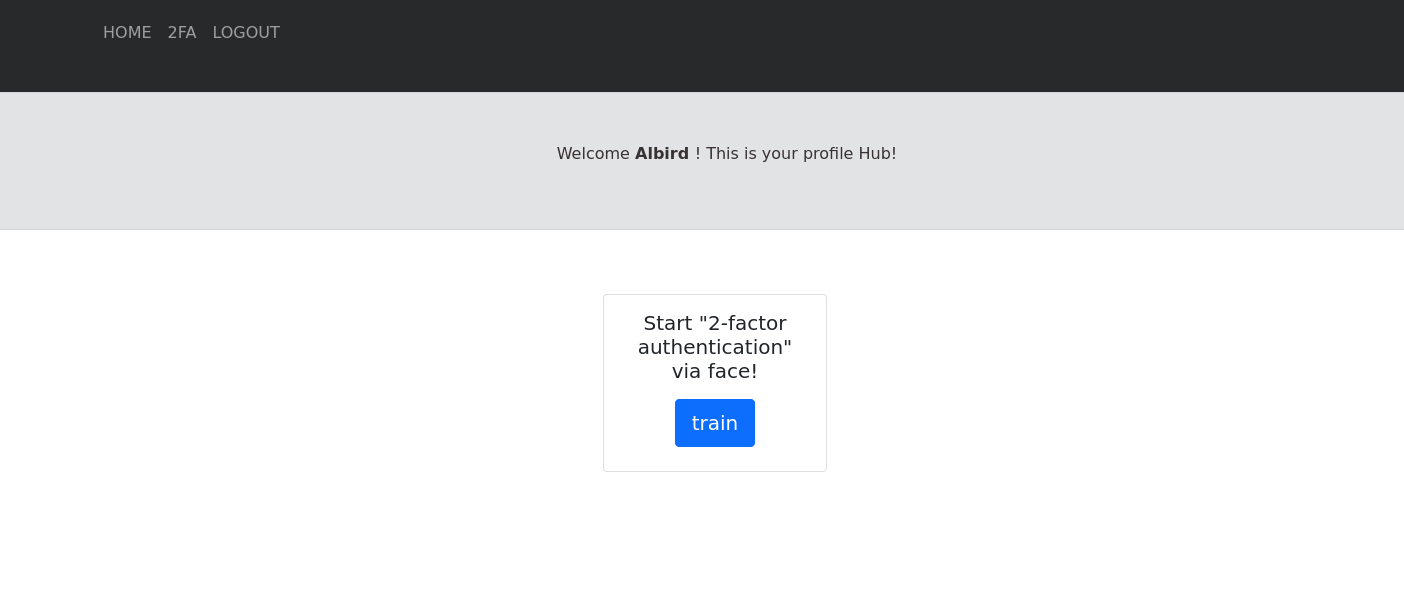 HOME 2FA LOGOUT
Welcome Albird ! This is your profile Hub!
Start "2-factor
authentication"
via face!
train